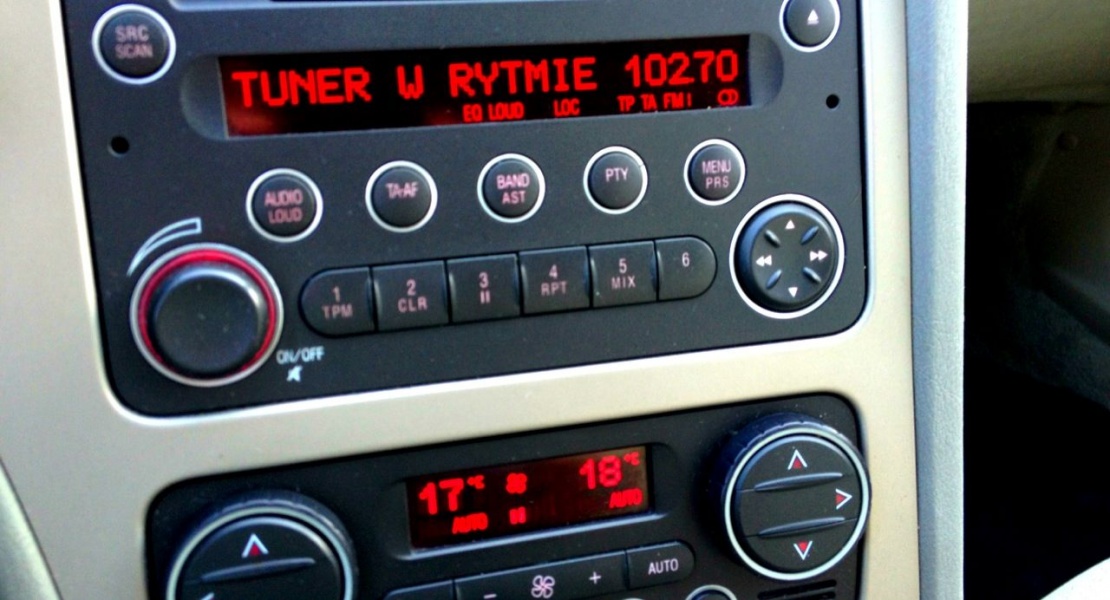 SRC
SCAN
TUNER W RYTMIE 10270
EQ LOUD LOC TP TA FM1
AUDIO
LOUD
TA-AF
BAND
AST
PTY
MENU
PRS
1
TPM
2
CLR
3
4
RPT
5
MIX
6
ON/OFF
17°C 18°C
AUTO AUTO
- + AUTO